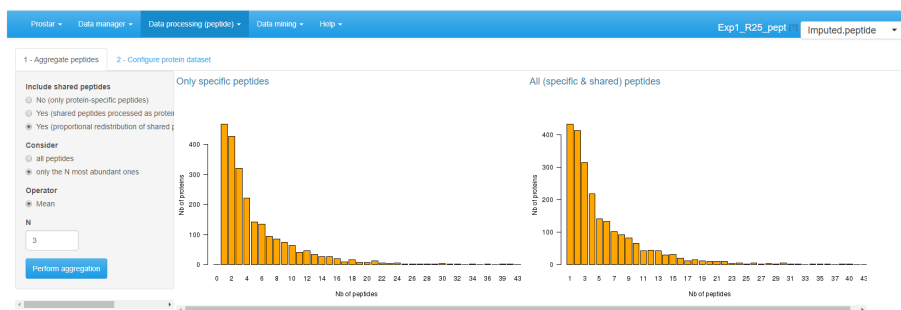 Prostar Data manager Data processing (peptide) Data mining Help Exp1_R25_pept Imputed.peptide
1 - Aggregate peptides 2 - Configure protein dataset
Include shared peptides
No (only protein-specific peptides)
Yes (shared peptides processed as protei
Yes (proportional redistribution of shared p
Consider
all peptides
only the N most abundant ones
Operator
Mean
N
3
Perform aggregation
Only specific peptides
Nb of proteins
400
300
200
100
0
0 2 4 6 8 10 12 14 16 18 20 22 24 26 28 30 32 34 36 39 43
Nb of peptides
All (specific & shared) peptides
Nb of proteins
400
300
200
100
0
1 3 5 7 9 11 13 15 17 19 21 23 25 27 29 31 33 35 37 40 43
Nb of peptides